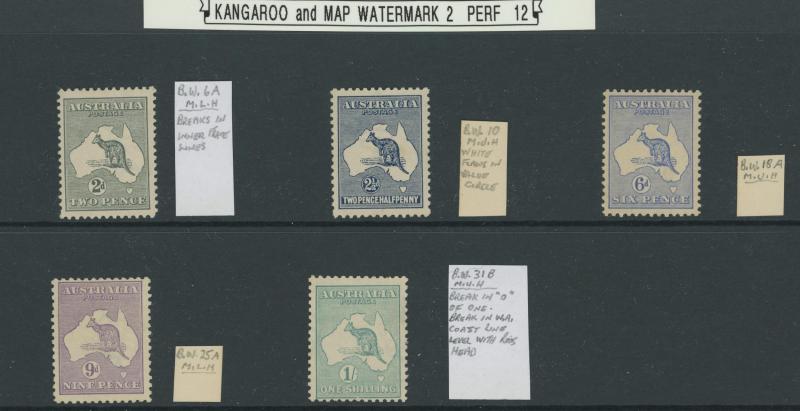 KANGAROO and MAP WATERMARK 2 PERF 12
AUSTRALIA
POSTAGE
2d
TWO PENCE
B.W. 6A
M.L.H
BREAKS IN
INNER FRAME
LINES
AUSTRALIA
POSTAGE
2½d
TWO PENCE HALFPENNY
B.W. 10
M.U.H
WHITE
FLAWS IN
VALUE
CIRCLE
AUSTRALIA
POSTAGE
6d
SIX PENCE
B.W. 18A
M.U.H
AUSTRALIA
POSTAGE
9d
NINE PENCE
B.W. 25A
M.L.H
AUSTRALIA
POSTAGE
1/-
ONE SHILLING
B.W. 31B
M.U.H
BREAK IN "O"
OF ONE.
BREAK IN WA.
COAST LINE
LEVER WITH ROOS
HEAD